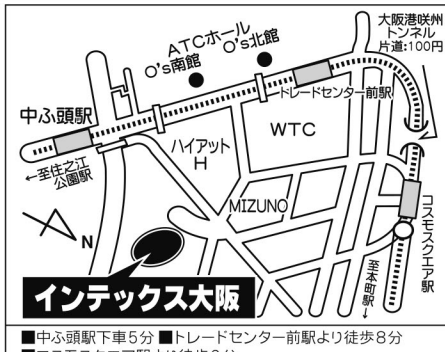 大阪港咲州
トンネル
片道:100円
ATCホール
O's南館
O's北館
中ふ頭駅
トレードセンター前駅
←至住之江
公園駅
ハイアット
H
WTC
MIZUNO
コスモスクエア駅
至本町駅→
N
インテックス大阪
■中ふ頭駅下車5分 ■トレードセンター前駅より徒歩8分